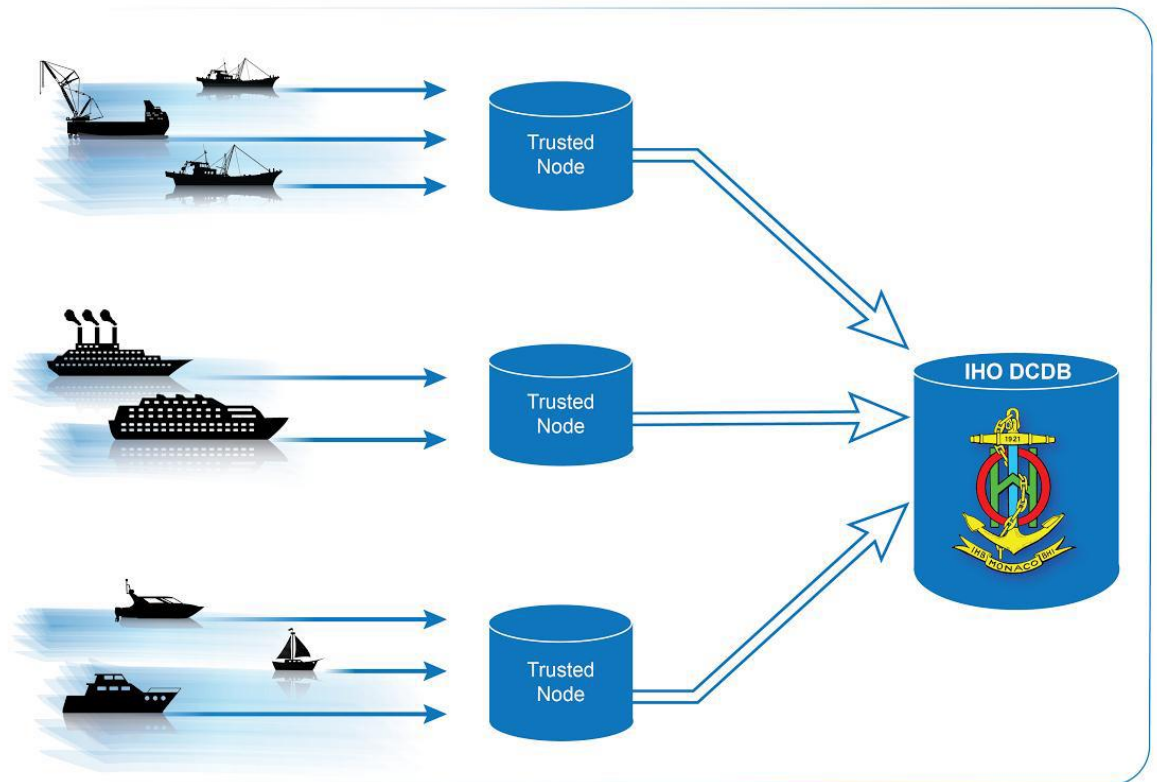 Trusted
Node
Trusted
Node
Trusted
Node
IHO DCDB
1921
IHB MONACO BHI